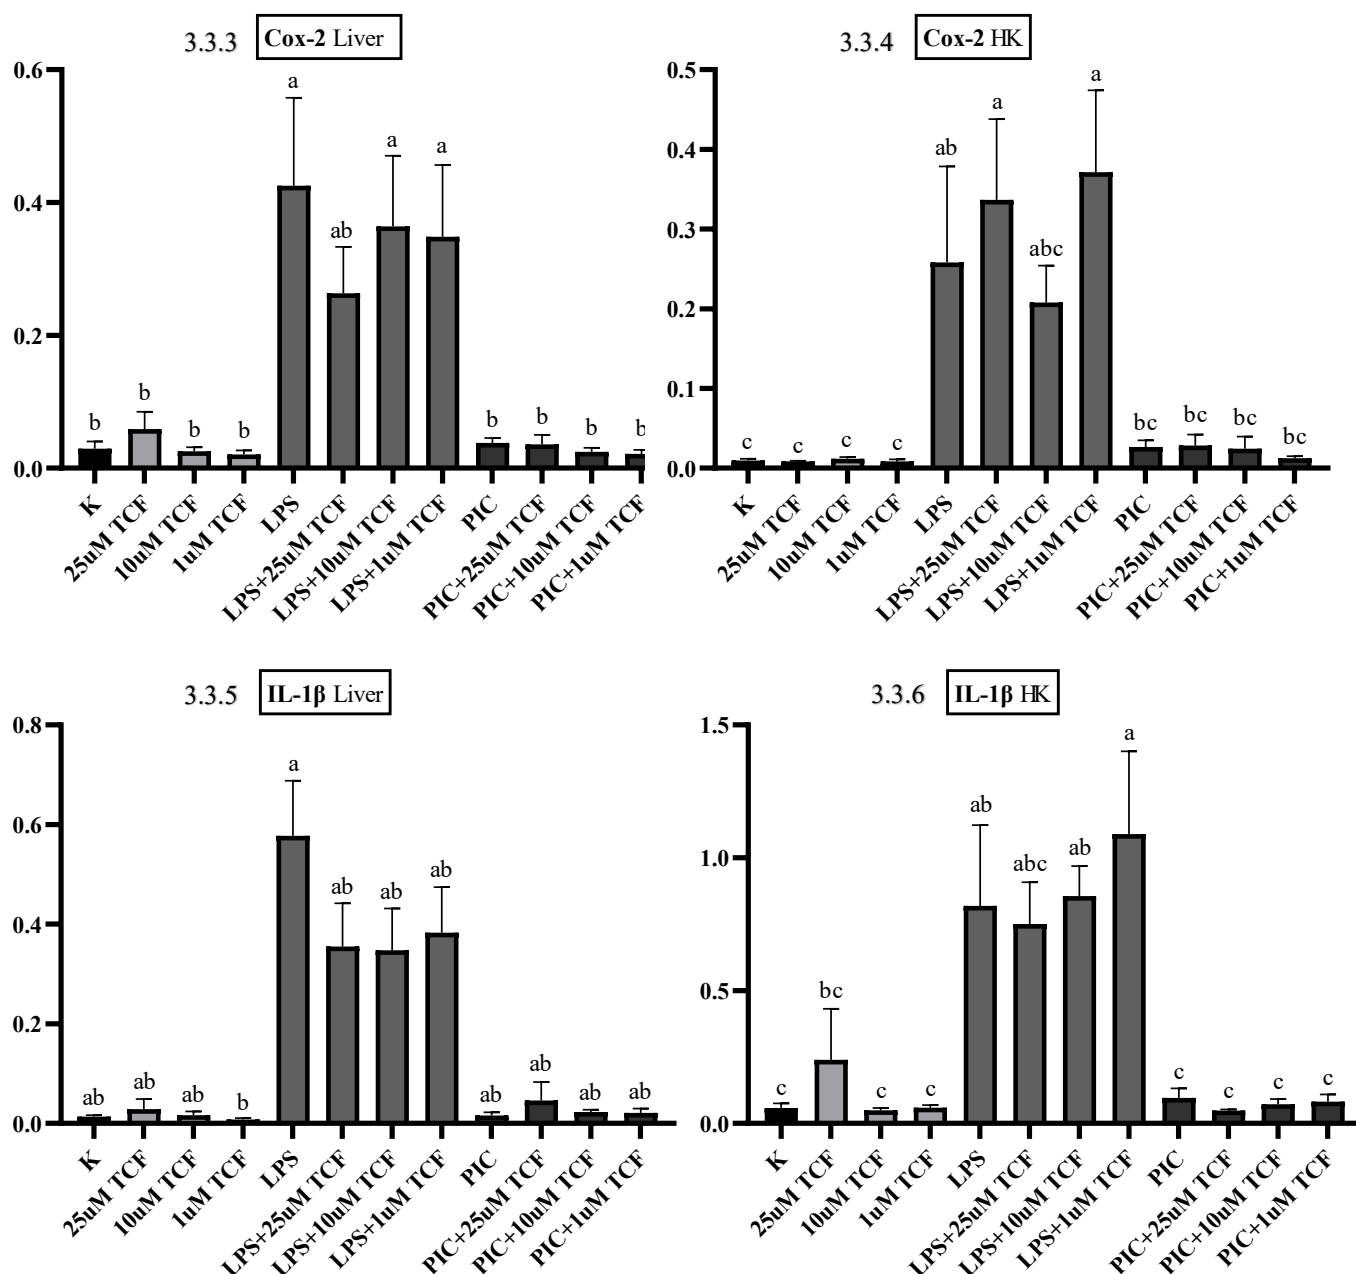 3.3.3 Cox-2 Liver
0.6
0.4
0.2
0.0
b b b b a ab a a b b b b
K
25uM TCF
10uM TCF
1uM TCF
LPS
LPS+25uM TCF
LPS+10uM TCF
LPS+1uM TCF
PIC
PIC+25uM TCF
PIC+10uM TCF
PIC+1uM TCF
3.3.4 Cox-2 HK
0.5
0.4
0.3
0.2
0.1
0.0
c c c c ab a abc a bc bc bc bc
K
25uM TCF
10uM TCF
1uM TCF
LPS
LPS+25uM TCF
LPS+10uM TCF
LPS+1uM TCF
PIC
PIC+25uM TCF
PIC+10uM TCF
PIC+1uM TCF
3.3.5 IL-1β Liver
0.8
0.6
0.4
0.2
0.0
ab ab ab b a ab ab ab ab ab ab ab
K
25uM TCF
10uM TCF
1uM TCF
LPS
LPS+25uM TCF
LPS+10uM TCF
LPS+1uM TCF
PIC
PIC+25uM TCF
PIC+10uM TCF
PIC+1uM TCF
3.3.6 IL-1β HK
1.5
1.0
0.5
0.0
c bc c c ab abc ab a c c c c
K
25uM TCF
10uM TCF
1uM TCF
LPS
LPS+25uM TCF
LPS+10uM TCF
LPS+1uM TCF
PIC
PIC+25uM TCF
PIC+10uM TCF
PIC+1uM TCF